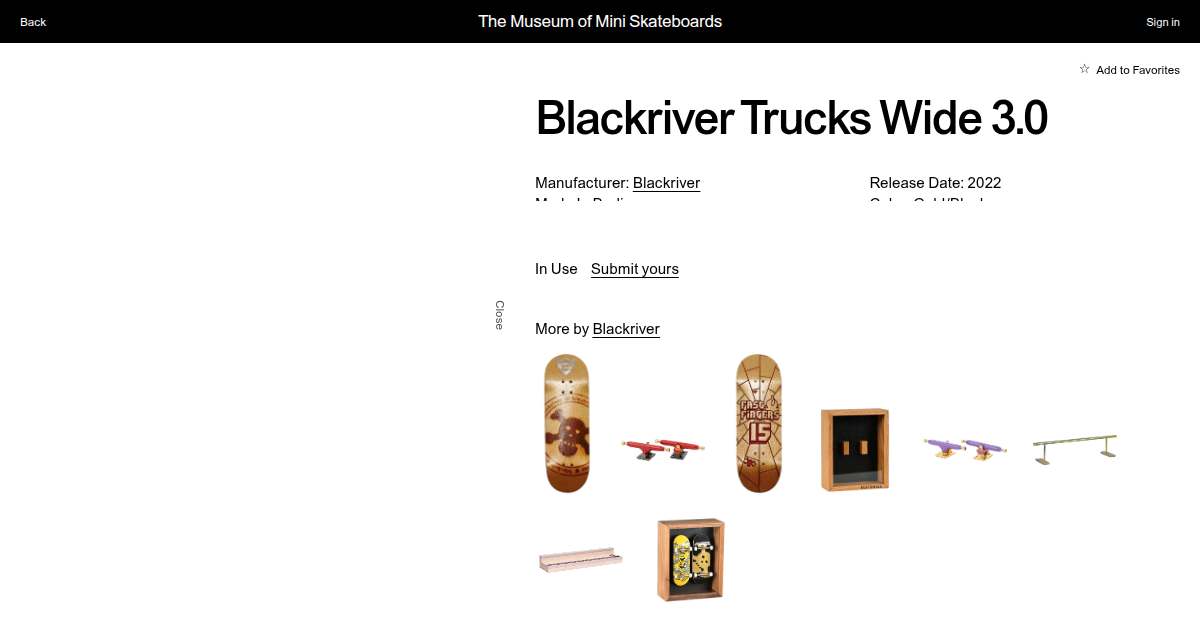 Back
The Museum of Mini Skateboards
Sign in
☆ Add to Favorites
Blackriver Trucks Wide 3.0
Manufacturer: Blackriver
Release Date: 2022
In Use Submit yours
Close
More by Blackriver
FAST
FINGERS
15